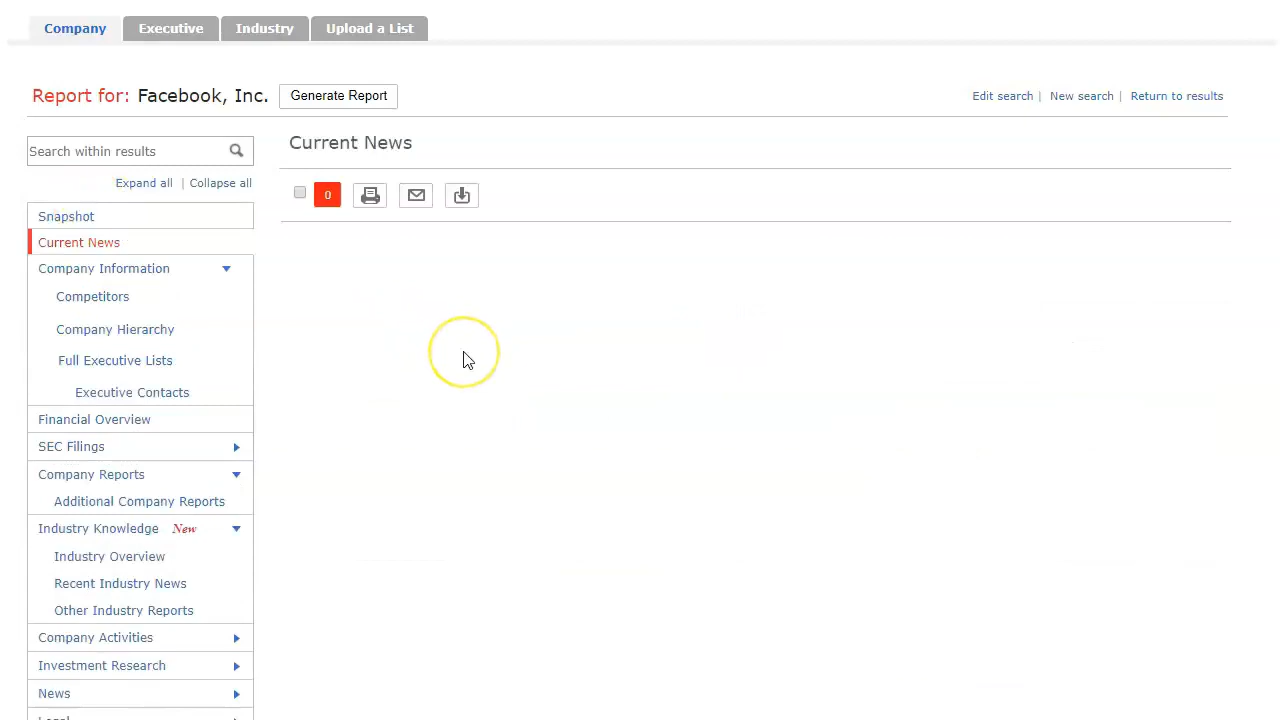 Company Executive Industry Upload a List
Report for: Facebook, Inc. Generate Report Edit search | New search | Return to results
Search within results
Expand all | Collapse all
Snapshot
Current News
Company Information
Competitors
Company Hierarchy
Full Executive Lists
Executive Contacts
Financial Overview
SEC Filings
Company Reports
Additional Company Reports
Industry Knowledge New
Industry Overview
Recent Industry News
Other Industry Reports
Company Activities
Investment Research
News
Legal
Current News
0